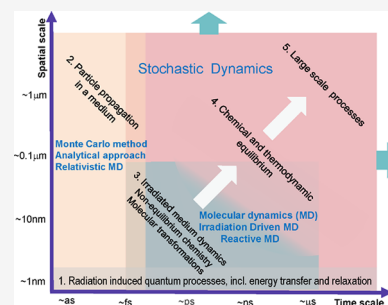 Spatial scale
~1μm
~0.1μm
~10nm
~1nm
Stochastic Dynamics
2. Particle propagation
in a medium
Monte Carlo method
Analytical approach
Relativistic MD
3. Irradiated medium dynamics
Non-equilibrium chemistry
Molecular transformations
4. Chemical and thermodynamic
equilibrium
5. Large scale processes
Molecular dynamics (MD)
Irradiation Driven MD
Reactive MD
1. Radiation induced quantum processes, incl. energy transfer and relaxation
~as
~fs
~ps
~ns
~μs
Time scale